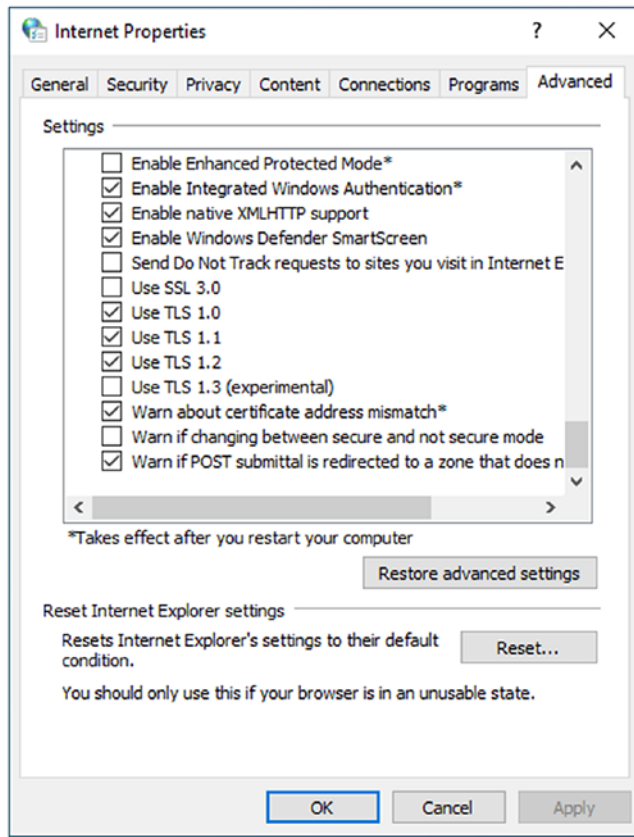 Internet Properties
?
General Security Privacy Content Connections Programs Advanced
Settings
Enable Enhanced Protected Mode*
Enable Integrated Windows Authentication*
Enable native XMLHTTP support
Enable Windows Defender SmartScreen
Send Do Not Track requests to sites you visit in Internet E
Use SSL 3.0
Use TLS 1.0
Use TLS 1.1
Use TLS 1.2
Use TLS 1.3 (experimental)
Warn about certificate address mismatch*
Warn if changing between secure and not secure mode
Warn if POST submittal is redirected to a zone that does n
*Takes effect after you restart your computer
Restore advanced settings
Reset Internet Explorer settings
Resets Internet Explorer's settings to their default
condition.
Reset...
You should only use this if your browser is in an unusable state.
OK Cancel Apply